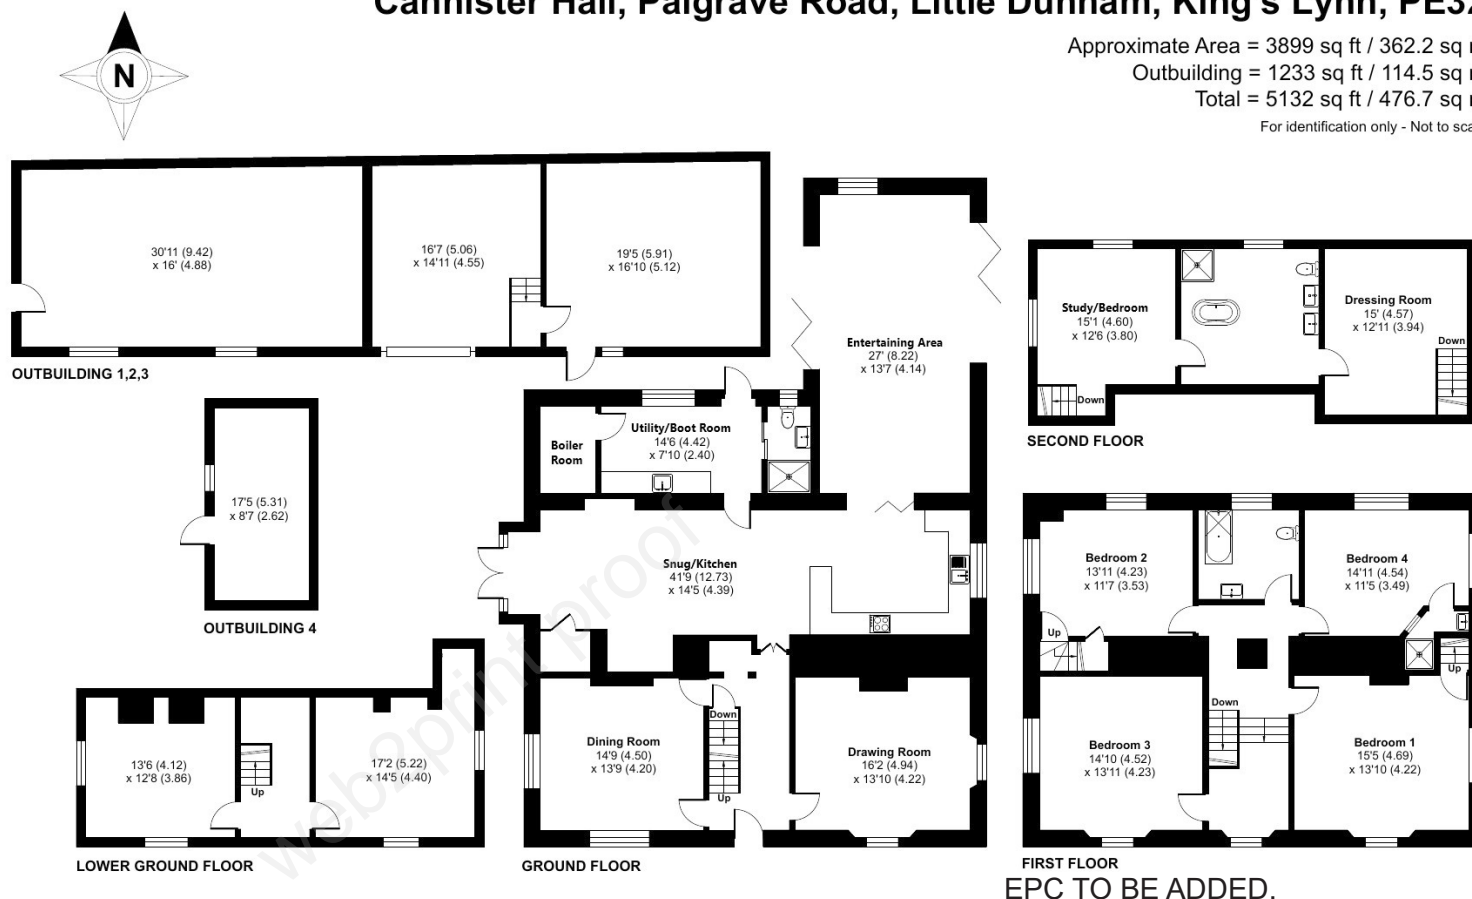 Cannister Hall, Palgrave Road, Little Dunham, King's Lynn, PE32
Approximate Area = 3899 sq ft / 362.2 sq
Outbuilding = 1233 sq ft / 114.5 sq
Total = 5132 sq ft / 476.7 sq
For identification only - Not to
N
30'11 (9.42)
x 16' (4.88)
16'7 (5.06)
x 14'11 (4.55)
19'5 (5.91)
x 16'10 (5.12)
OUTBUILDING 1,2,3
Entertaining Area
27' (8.22)
x 13'7 (4.14)
Study/Bedroom
15'1 (4.60)
x 12'6 (3.80)
Down
Dressing Room
15' (4.57)
x 12'11 (3.94)
Down
SECOND FLOOR
17'5 (5.31)
x 8'7 (2.62)
OUTBUILDING 4
Boiler
Room
Utility/Boot Room
14'6 (4.42)
x 7'10 (2.40)
Snug/Kitchen
41'9 (12.73)
x 14'5 (4.39)
Dining Room
14'9 (4.50)
x 13'9 (4.20)
Down
Up
Drawing Room
16'2 (4.94)
x 13'10 (4.22)
GROUND FLOOR
13'6 (4.12)
x 12'8 (3.86)
Up
17'2 (5.22)
x 14'5 (4.40)
LOWER GROUND FLOOR
Bedroom 2
13'11 (4.23)
x 11'7 (3.53)
Up
Bedroom 4
14'11 (4.54)
x 11'5 (3.49)
Up
Bedroom 3
14'10 (4.52)
x 13'11 (4.23)
Down
Bedroom 1
15'5 (4.69)
x 13'10 (4.22)
FIRST FLOOR
EPC TO BE ADDED.
web2print proof